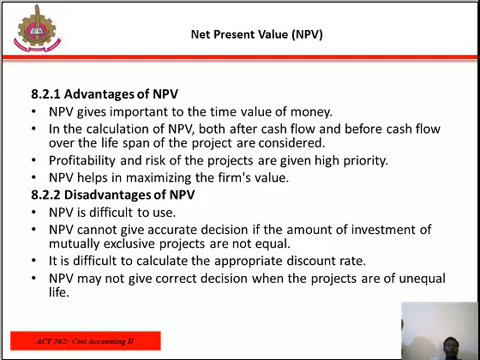 Net Present Value (NPV)
8.2.1 Advantages of NPV
• NPV gives important to the time value of money.
• In the calculation of NPV, both after cash flow and before cash flow
over the life span of the project are considered.
• Profitability and risk of the projects are given high priority.
• NPV helps in maximizing the firm's value.
8.2.2 Disadvantages of NPV
• NPV is difficult to use.
• NPV cannot give accurate decision if the amount of investment of
mutually exclusive projects are not equal.
• It is difficult to calculate the appropriate discount rate.
• NPV may not give correct decision when the projects are of unequal
life.
ACT 302: Cost Accounting II